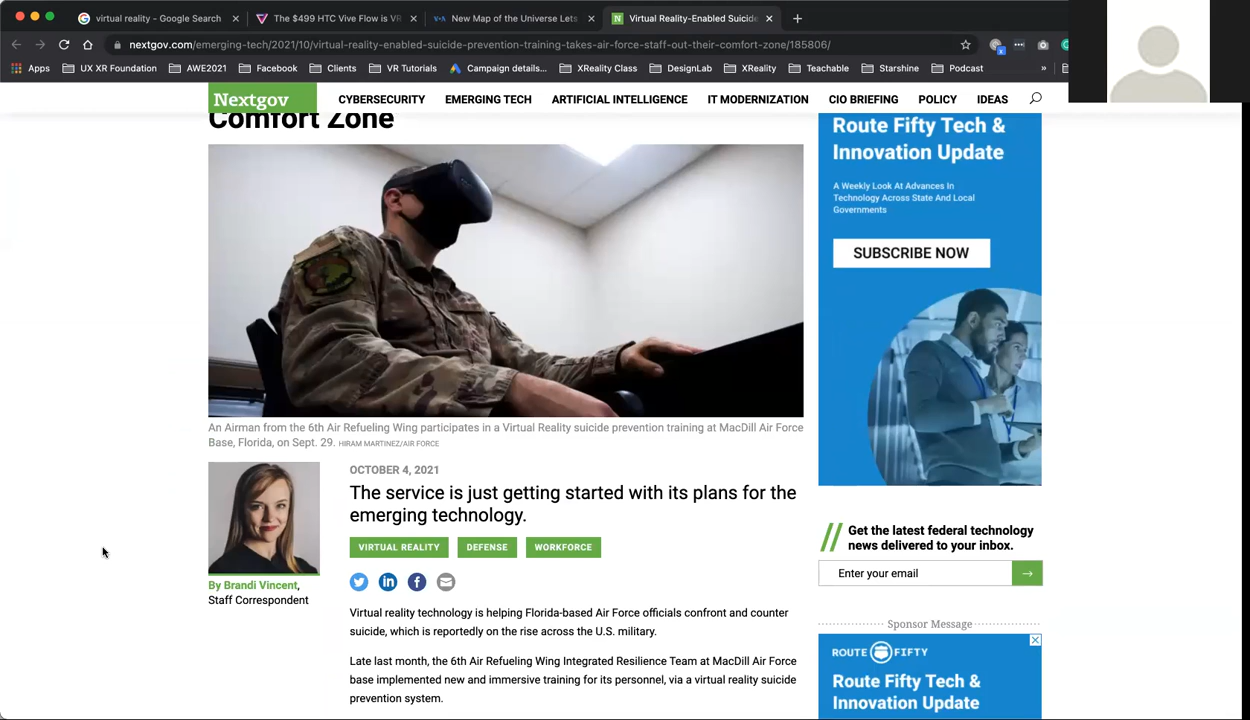 virtual reality - Google Search
The $499 HTC Vive Flow is VR
New Map of the Universe Lets
Virtual Reality-Enabled Suicide
nextgov.com/emerging-tech/2021/10/virtual-reality-enabled-suicide-prevention-training-takes-air-force-staff-out-their-comfort-zone/185806/
Apps UX XR Foundation AWE2021 Facebook Clients VR Tutorials Campaign details... XReality Class DesignLab XReality Teachable Starshine Podcast »
Nextgov CYBERSECURITY EMERGING TECH ARTIFICIAL INTELLIGENCE IT MODERNIZATION CIO BRIEFING POLICY IDEAS
Comfort Zone
An Airman from the 6th Air Refueling Wing participates in a Virtual Reality suicide prevention training at MacDill Air Force
Base, Florida, on Sept. 29. HIRAM MARTINEZ/AIR FORCE
By Brandi Vincent,
Staff Correspondent
OCTOBER 4, 2021
The service is just getting started with its plans for the
emerging technology.
VIRTUAL REALITY DEFENSE WORKFORCE
Virtual reality technology is helping Florida-based Air Force officials confront and counter
suicide, which is reportedly on the rise across the U.S. military.
Late last month, the 6th Air Refueling Wing Integrated Resilience Team at MacDill Air Force
base implemented new and immersive training for its personnel, via a virtual reality suicide
prevention system.
Route Fifty Tech &
Innovation Update
A Weekly Look At Advances In
Technology Across State And Local
Governments
SUBSCRIBE NOW
Get the latest federal technology
news delivered to your inbox.
Enter your email
Sponsor Message
ROUTE FIFTY
Route Fifty Tech &
Innovation Update